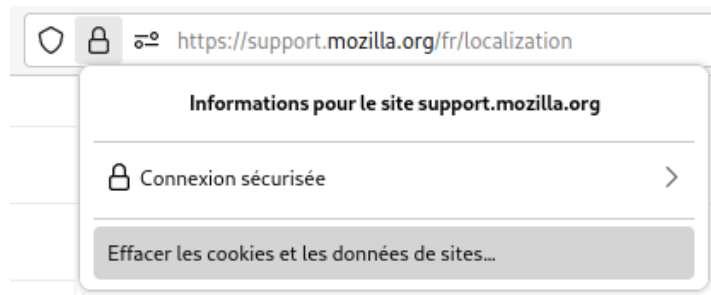 https://support.mozilla.org/fr/localization
Informations pour le site support.mozilla.org
Connexion sécurisée
Effacer les cookies et les données de sites…